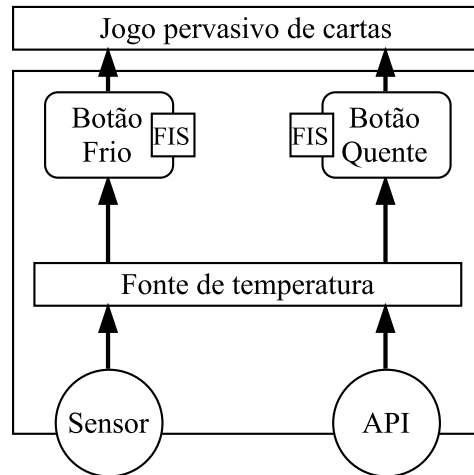 Jogo pervasivo de cartas
Botão
Frio
FIS
FIS
Botão
Quente
Fonte de temperatura
Sensor
API